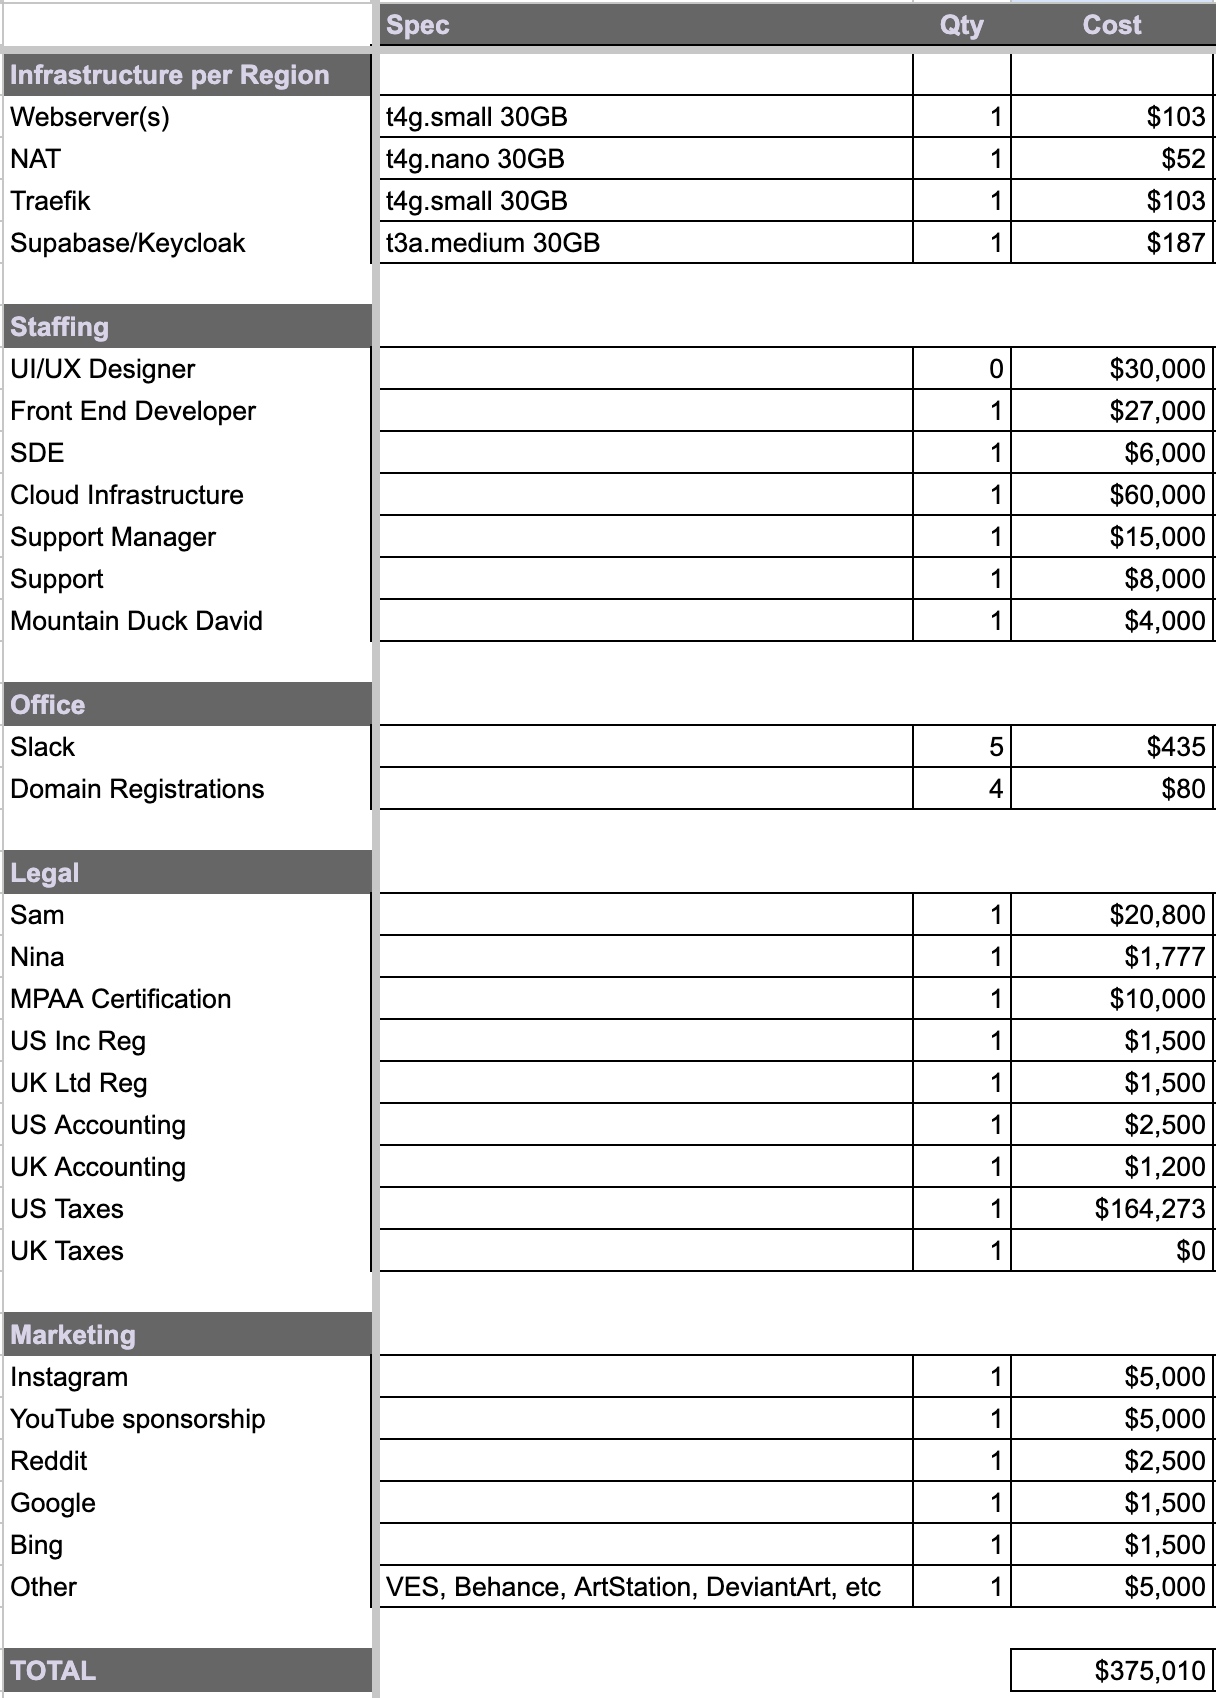 Spec Qty Cost
Infrastructure per Region
Webserver(s) t4g.small 30GB 1 $103
NAT t4g.nano 30GB 1 $52
Traefik t4g.small 30GB 1 $103
Supabase/Keycloak t3a.medium 30GB 1 $187
Staffing
UI/UX Designer 0 $30,000
Front End Developer 1 $27,000
SDE 1 $6,000
Cloud Infrastructure 1 $60,000
Support Manager 1 $15,000
Support 1 $8,000
Mountain Duck David 1 $4,000
Office
Slack 5 $435
Domain Registrations 4 $80
Legal
Sam 1 $20,800
Nina 1 $1,777
MPAA Certification 1 $10,000
US Inc Reg 1 $1,500
UK Ltd Reg 1 $1,500
US Accounting 1 $2,500
UK Accounting 1 $1,200
US Taxes 1 $164,273
UK Taxes 1 $0
Marketing
Instagram 1 $5,000
YouTube sponsorship 1 $5,000
Reddit 1 $2,500
Google 1 $1,500
Bing 1 $1,500
Other VES, Behance, ArtStation, DeviantArt, etc 1 $5,000
TOTAL $375,010